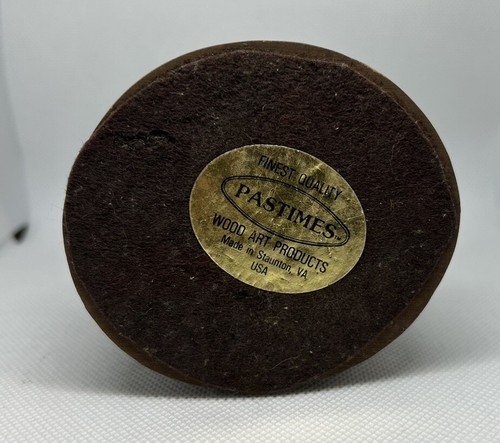 FINEST QUALITY
PASTIMES
WOOD ART PRODUCTS
Made in Staunton, VA
USA